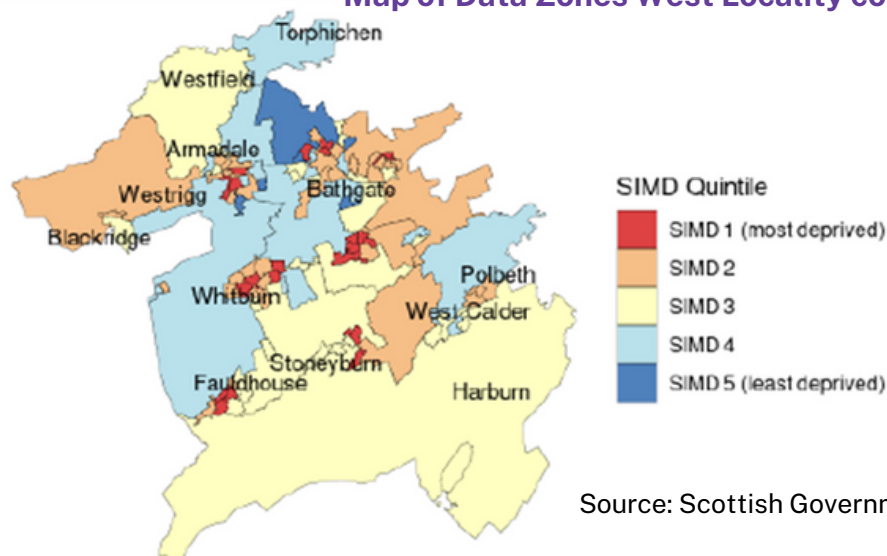 Map of Data Zones West Locality co
Torphichen
Westfield
Armadale
Westrigg
Bathgate
Blackridge
Polbeth
Whitburn
West Calder
Stoneyburn
Fauldhouse
Harburn
SIMD Quintile
SIMD 1 (most deprived)
SIMD 2
SIMD 3
SIMD 4
SIMD 5 (least deprived)
Source: Scottish Governm